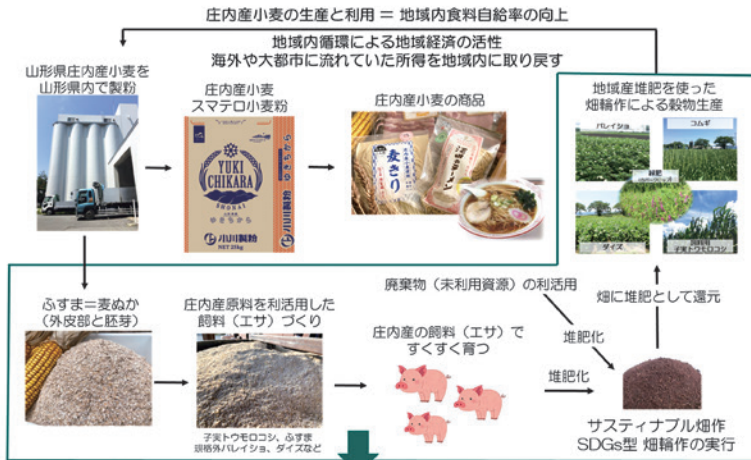 庄内産小麦の生産と利用 = 地域内食料自給率の向上
地域内循環による地域経済の活性
海外や大都市に流れていた所得を地域内に取り戻す
山形県庄内産小麦を
山形県内で製粉
庄内産小麦
スマテロ小麦粉
YUKI
CHIKARA
SHONAI
ゆきちから
小川製粉
NET 25kg
庄内産小麦の商品
麦きり
地域産堆肥を使った
畑輪作による穀物生産
バレイショ
コムギ
緑肥
ダイズ
子実トウモロコシ
ふすま=麦ぬか
(外皮部と胚芽)
庄内産原料を利活用した
飼料(エサ)づくり
子実トウモロコシ、ふすま
規格外バレイショ、ダイズなど
庄内産の飼料(エサ)で
すくすく育つ
廃棄物(未利用資源)の利活用
堆肥化
堆肥化
畑に堆肥として還元
サスティナブル畑作
SDGs型 畑輪作の実行